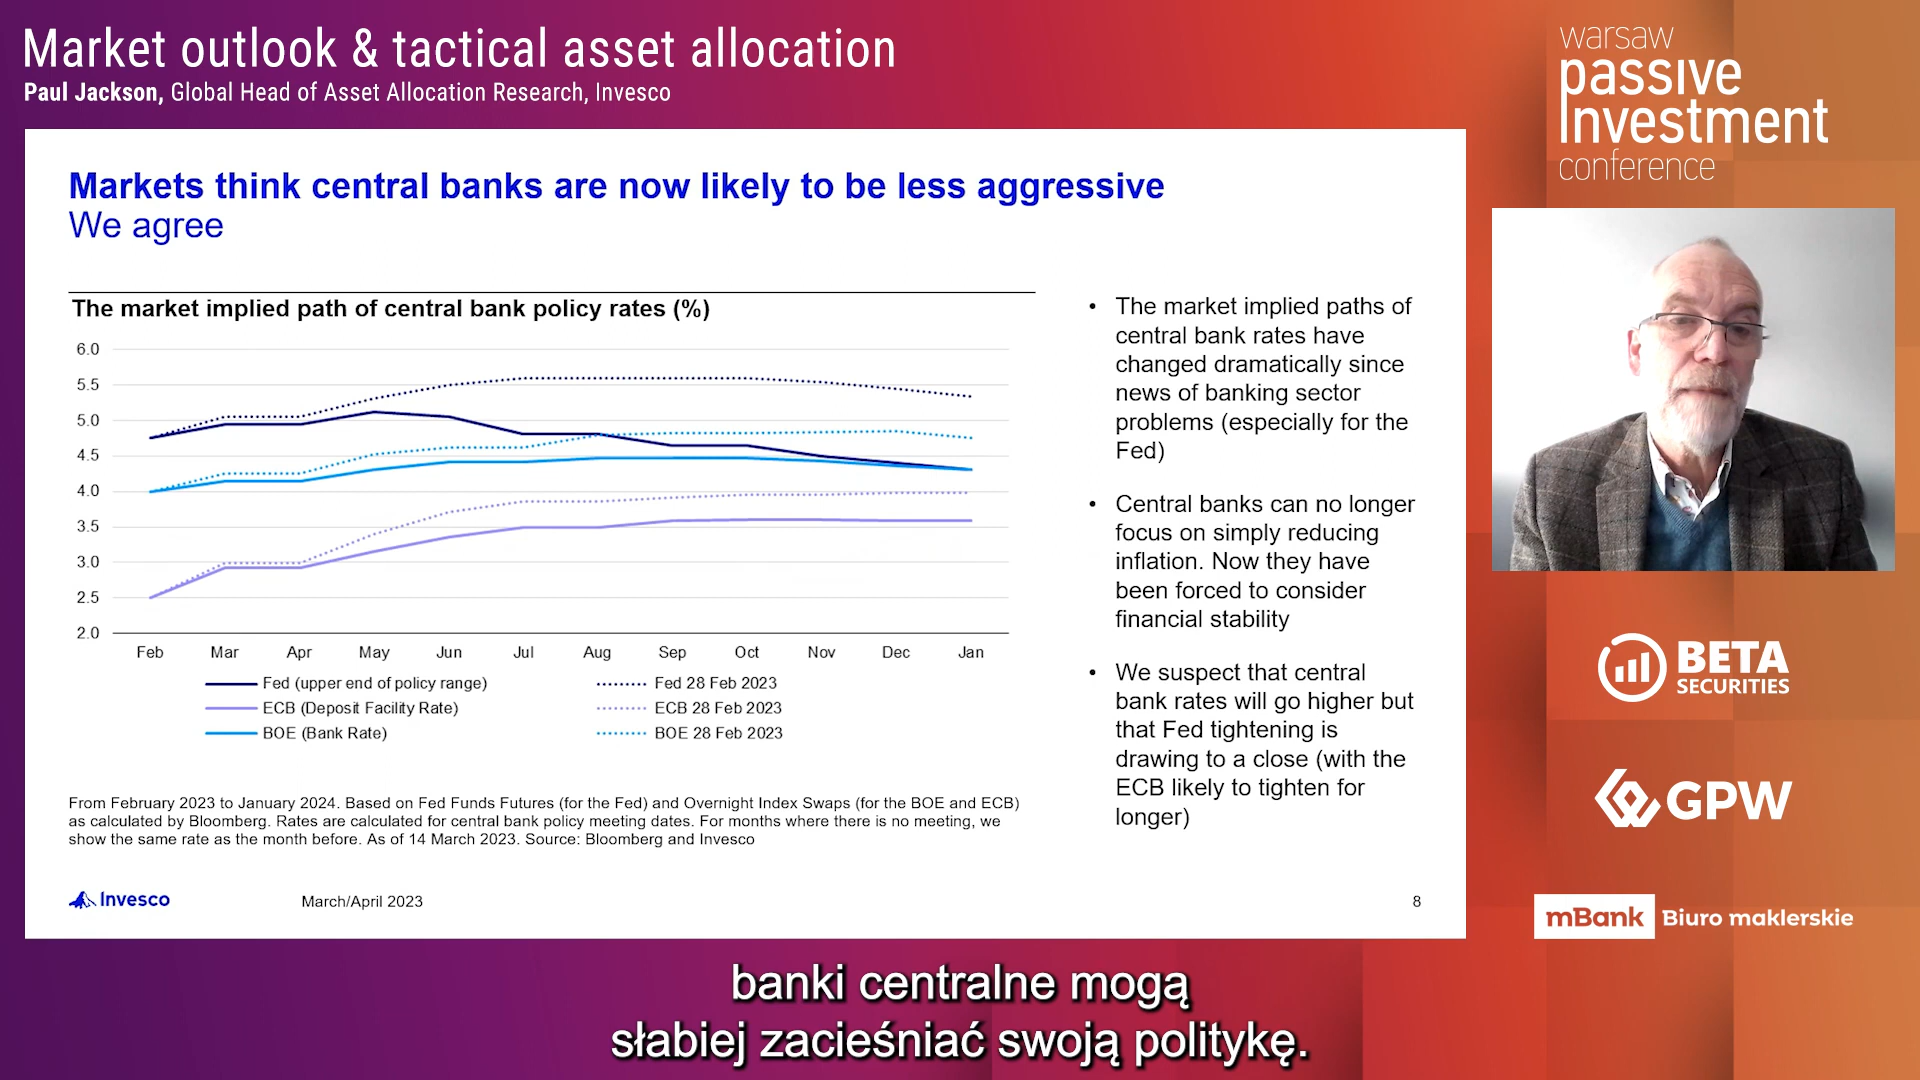 Market outlook & tactical asset allocation
Paul Jackson, Global Head of Asset Allocation Research, Invesco
warsaw
passive
Investment
conference
Markets think central banks are now likely to be less aggressive
We agree
The market implied path of central bank policy rates (%)
6.0
5.5
5.0
4.5
4.0
3.5
3.0
2.5
2.0
Feb Mar Apr May Jun Jul Aug Sep Oct Nov Dec Jan
Fed (upper end of policy range) Fed 28 Feb 2023
ECB (Deposit Facility Rate) ECB 28 Feb 2023
BOE (Bank Rate) BOE 28 Feb 2023
From February 2023 to January 2024. Based on Fed Funds Futures (for the Fed) and Overnight Index Swaps (for the BOE and ECB)
as calculated by Bloomberg. Rates are calculated for central bank policy meeting dates. For months where there is no meeting, we
show the same rate as the month before. As of 14 March 2023. Source: Bloomberg and Invesco
• The market implied paths of
central bank rates have
changed dramatically since
news of banking sector
problems (especially for the
Fed)
• Central banks can no longer
focus on simply reducing
inflation. Now they have
been forced to consider
financial stability
• We suspect that central
bank rates will go higher but
that Fed tightening is
drawing to a close (with the
ECB likely to tighten for
longer)
Invesco
March/April 2023
8
BETA
SECURITIES
GPW
mBank Biuro maklerskie
banki centralne mogą
słabiej zacieśniać swoją politykę.